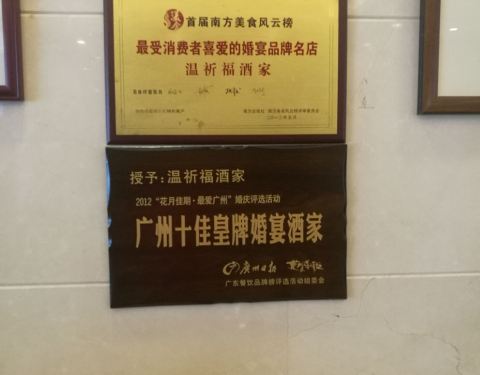 首届南方美食风云榜
最受消费者喜爱的婚宴品牌名店
温祈福酒家
授予:温祈福酒家
2012“花月佳期·最爱广州”婚庆评选活动
广州十佳皇牌婚宴酒家
广州日报
广东餐饮品牌榜评选活动组委会